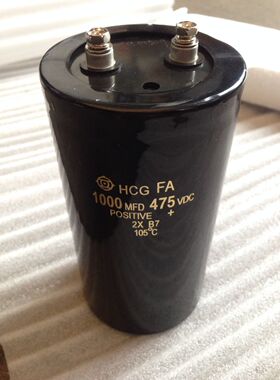 HCG FA
1000 MFD 475 VDC
POSITIVE +
2X B7
105°C